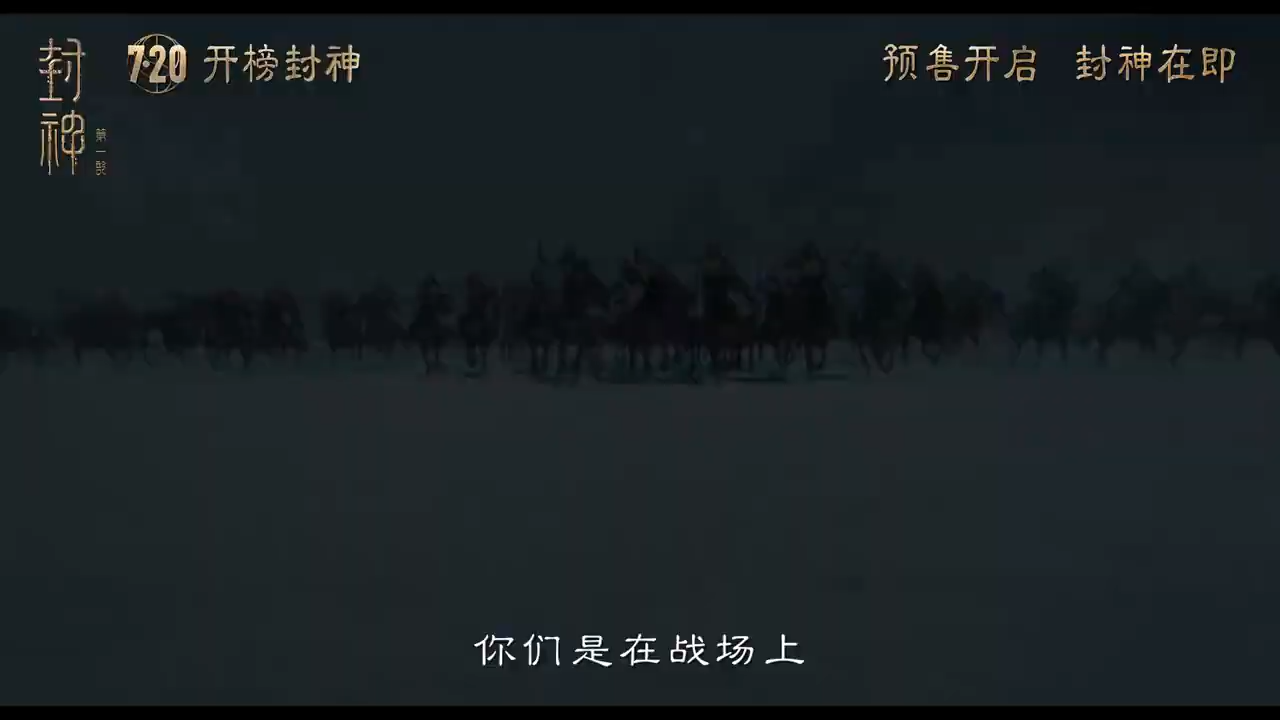 封神
第一部
7·20 开榜封神
预售开启 封神在即
你们是在战场上